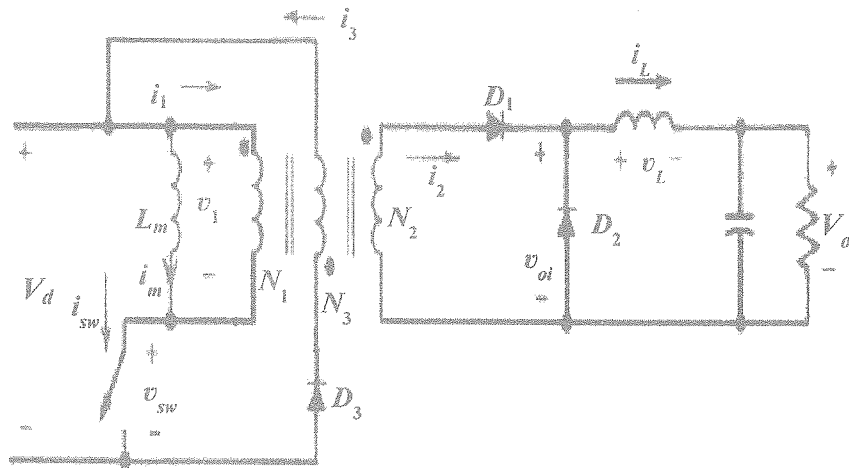 i3
i1
iL
D1
+
+
+
vL
-
+
i2
Lm
v1
N2
D2
Vo
im
-
N1
voi
-
Vd
isw
N3
-
+
vsw
D3
-
-